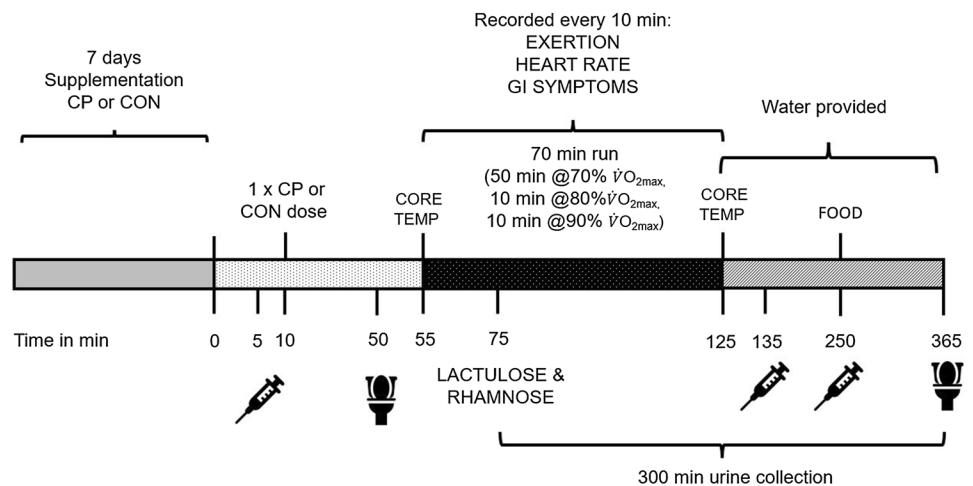 Recorded every 10 min:
EXERTION
HEART RATE
GI SYMPTOMS
7 days
Supplementation
CP or CON
Water provided
70 min run
(50 min @70% V̇O2max,
10 min @80%V̇O2max,
10 min @90% V̇O2max)
1 x CP or
CON dose
CORE
TEMP
CORE
TEMP
FOOD
Time in min
0
5
10
50
55
75
125
135
250
365
LACTULOSE &
RHAMNOSE
300 min urine collection